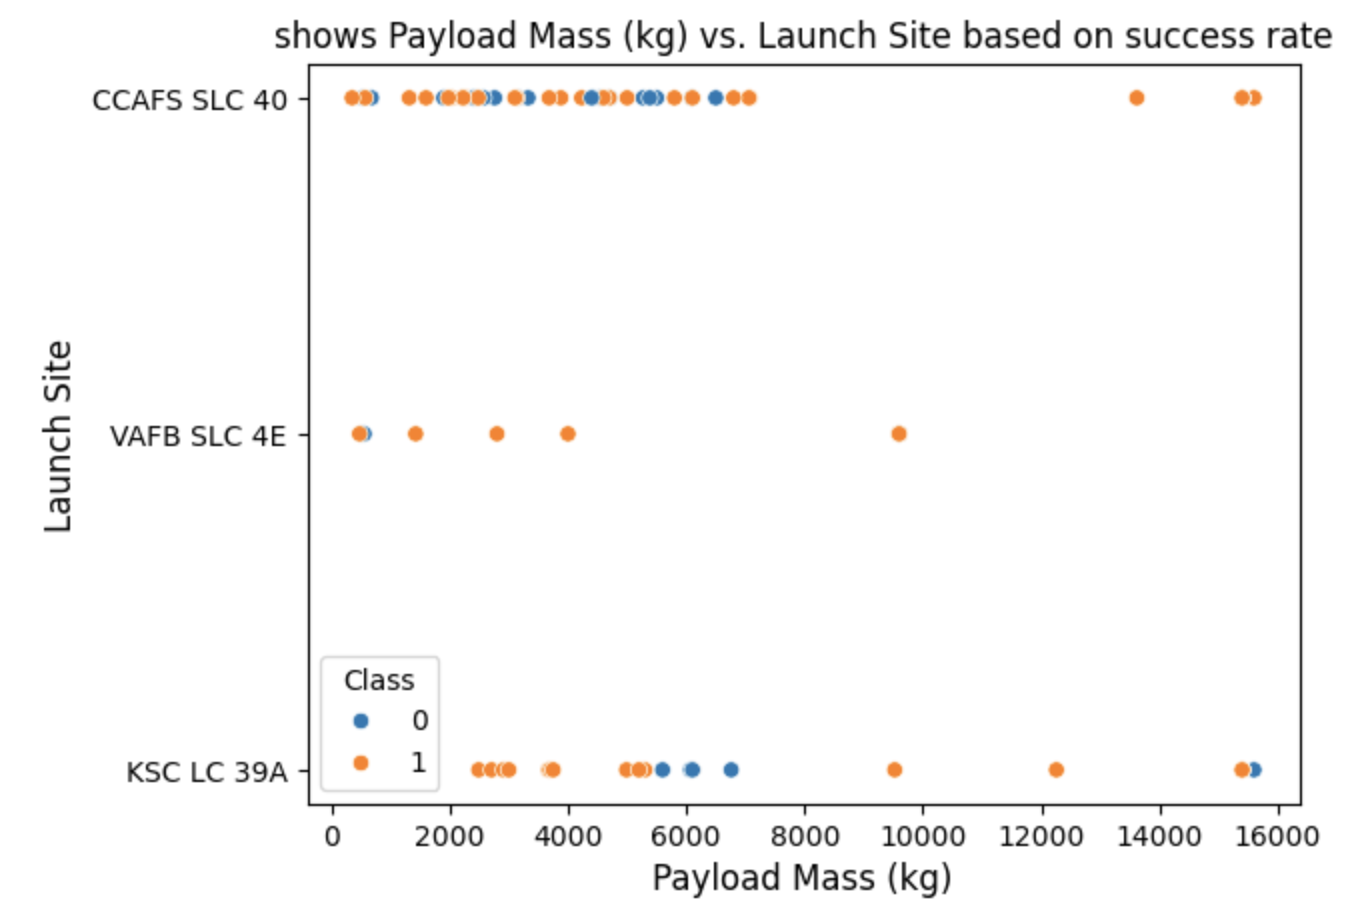 shows Payload Mass (kg) vs. Launch Site based on success rate
CCAFS SLC 40
VAFB SLC 4E
KSC LC 39A
Launch Site
Class
0
1
0 2000 4000 6000 8000 10000 12000 14000 16000
Payload Mass (kg)